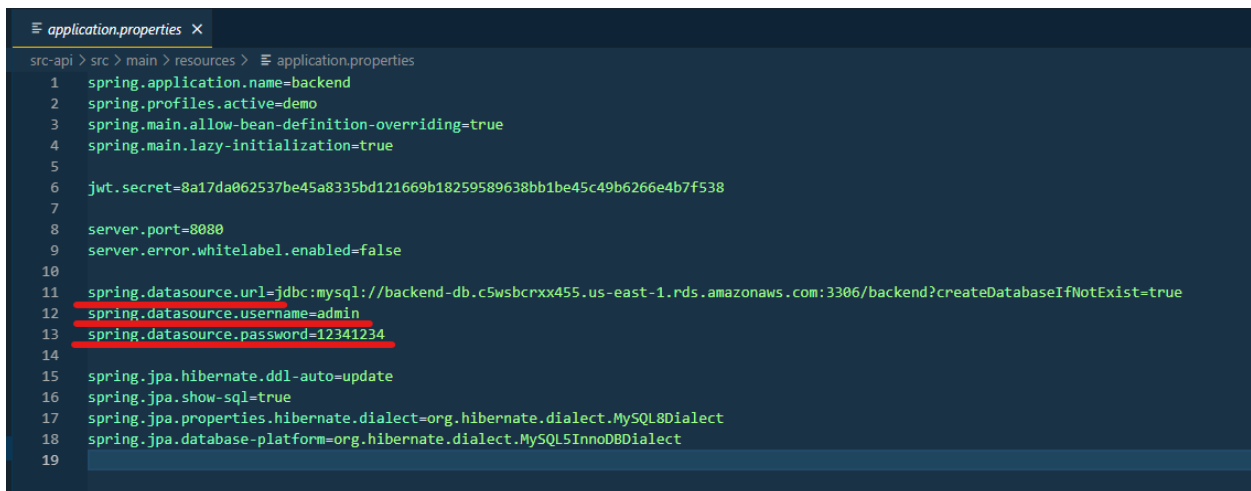 application.properties
src-api > src > main > resources > application.properties
1 spring.application.name=backend
2 spring.profiles.active=demo
3 spring.main.allow-bean-definition-overriding=true
4 spring.main.lazy-initialization=true
5
6 jwt.secret=8a17da062537be45a8335bd121669b18259589638bb1be45c49b6266e4b7f538
7
8 server.port=8080
9 server.error.whitelabel.enabled=false
10
11 spring.datasource.url=jdbc:mysql://backend-db.c5wsbcrxx455.us-east-1.rds.amazonaws.com:3306/backend?createDatabaseIfNotExist=true
12 spring.datasource.username=admin
13 spring.datasource.password=12341234
14
15 spring.jpa.hibernate.ddl-auto=update
16 spring.jpa.show-sql=true
17 spring.jpa.properties.hibernate.dialect=org.hibernate.dialect.MySQL8Dialect
18 spring.jpa.database-platform=org.hibernate.dialect.MySQL5InnoDBDialect
19